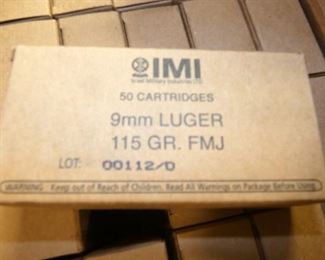 IMI
Israel Military Industries LTD.
50 CARTRIDGES
9mm LUGER
115 GR. FMJ
LOT: 00112/D
WARNING Keep out of Reach of Children. Read All Warnings on Package Before Using.